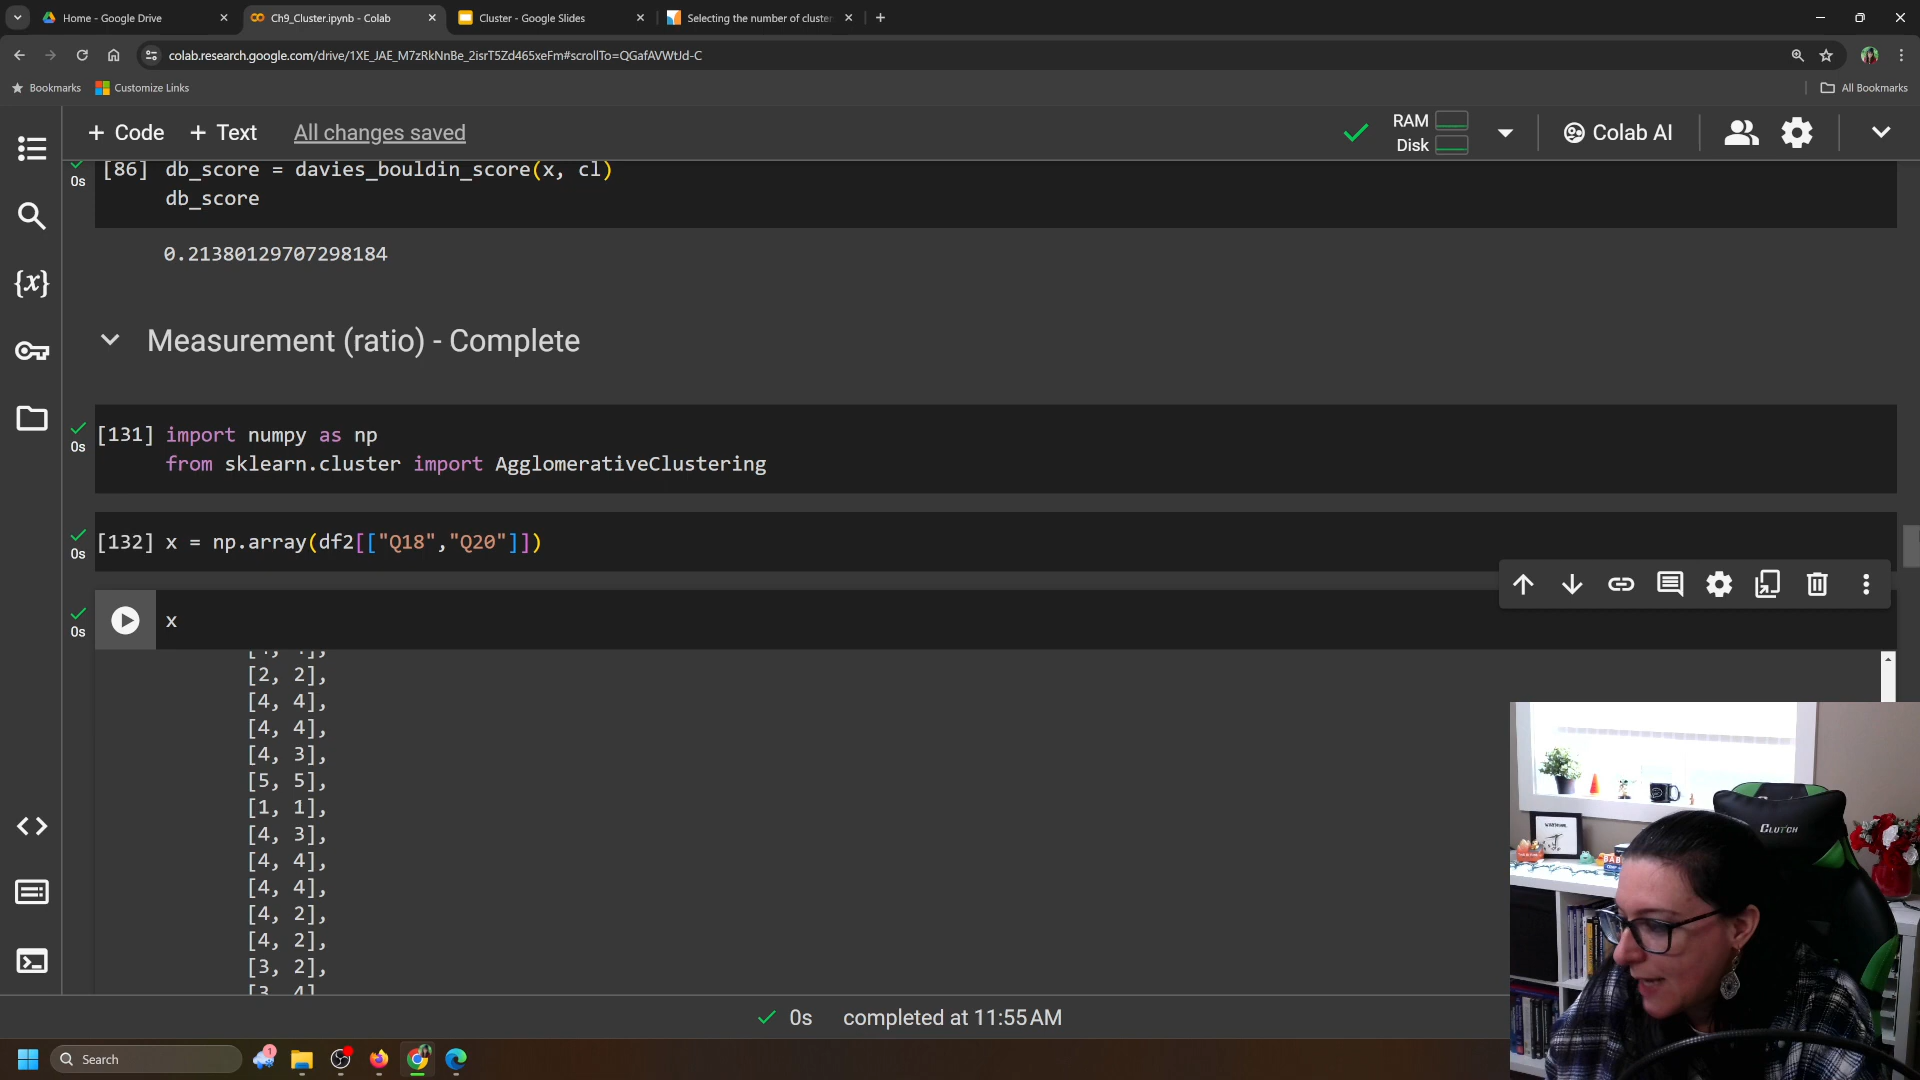 Home - Google Drive
Ch9_Cluster.ipynb - Colab
Cluster - Google Slides
Selecting the number of cluster
colab.research.google.com/drive/1XE_JAE_M7zRkNnBe_2isrT5Zd465xeFm#scrollTo=QGafAVWtJd-C
Bookmarks
Customize Links
All Bookmarks
+ Code
+ Text
All changes saved
RAM
Disk
Colab AI
0s
[86] db_score = davies_bouldin_score(x, cl)
db_score
0.21380129707298184
Measurement (ratio) - Complete
0s
[131] import numpy as np
from sklearn.cluster import AgglomerativeClustering
0s
[132] x = np.array(df2[["Q18","Q20"]])
0s
x
[2, 2],
[4, 4],
[4, 4],
[4, 3],
[5, 5],
[1, 1],
[4, 3],
[4, 4],
[4, 4],
[4, 2],
[4, 2],
[3, 2],
[3, 4]
0s completed at 11:55 AM
CLUTCH
Search
1